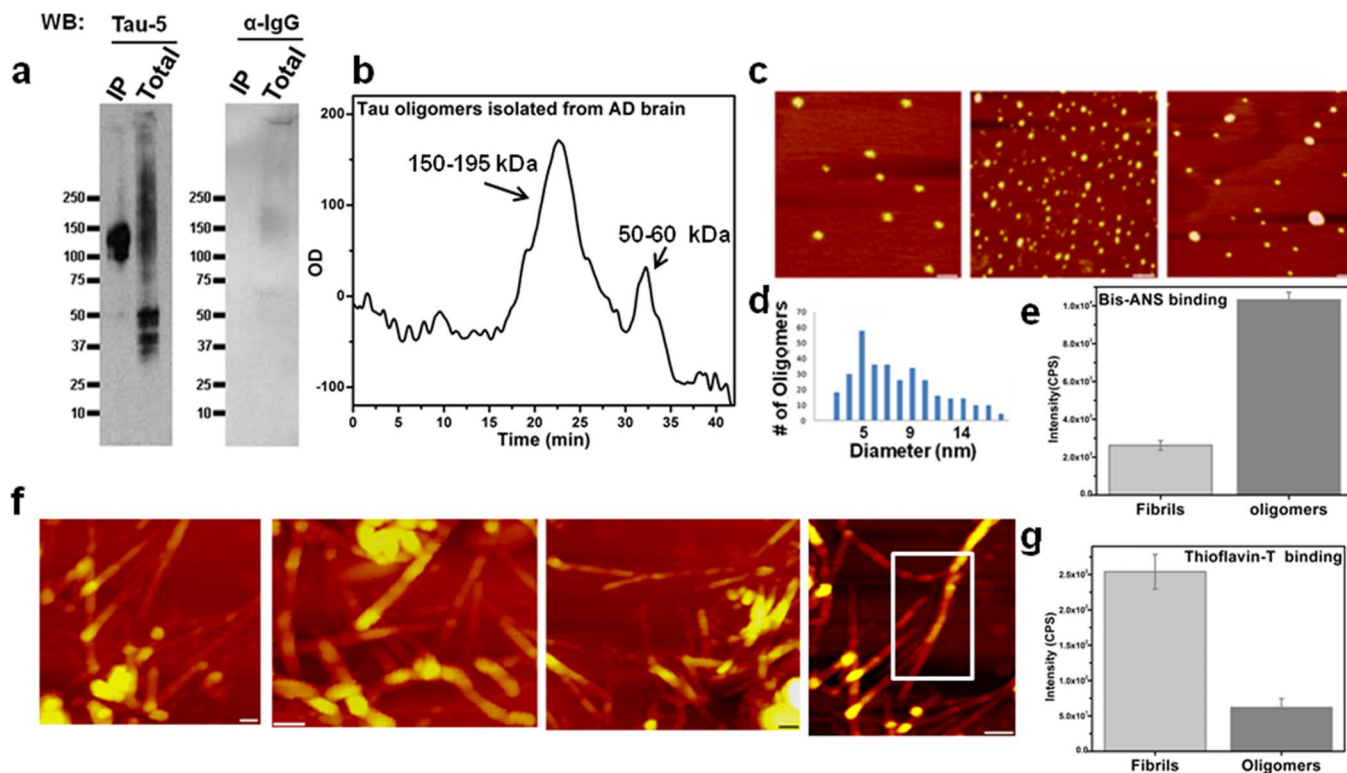 WB: Tau-5 α-IgG
a
IP Total IP Total
250
150
100
75
50
37
25
10
250
150
100
75
50
37
25
10
b
Tau oligomers isolated from AD brain
150-195 kDa
50-60 kDa
200
100
0
-100
OD
0 5 10 15 20 25 30 35 40
Time (min)
c
d
# of Oligomers
70
60
50
40
30
20
10
0
5 9 14
Diameter (nm)
e
Bis-ANS binding
Intensity(CPS)
0.0
Fibrils oligomers
f
g
Thioflavin-T binding
Intensity (CPS)
0.0
Fibrils Oligomers